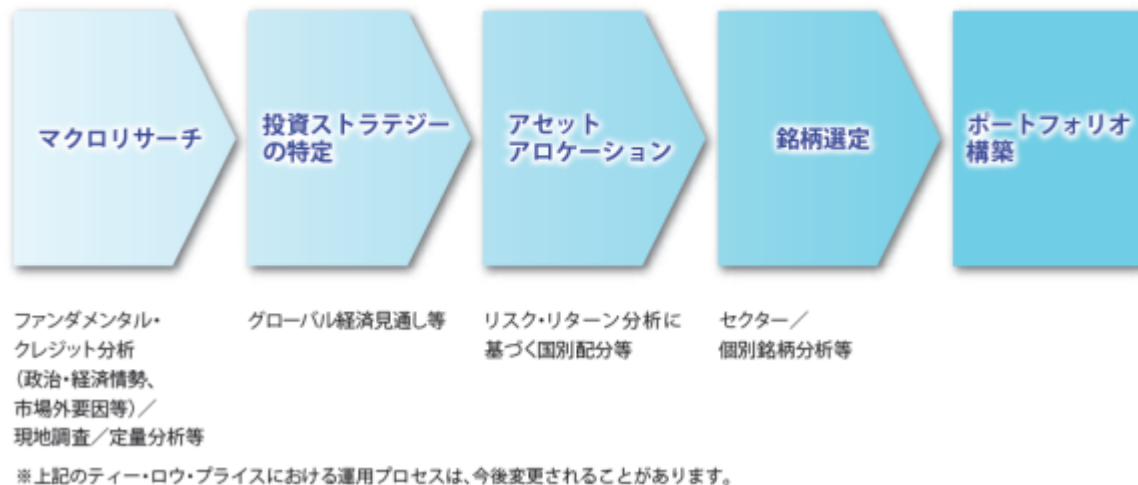 マクロリサーチ
投資ストラテジー
の特定
アセット
アロケーション
銘柄選定
ポートフォリオ
構築
ファンダメンタル・
クレジット分析
(政治・経済情勢、
市場外要因等)／
現地調査／定量分析等
グローバル経済見通し等
リスク・リターン分析に
基づく国別配分等
セクター／
個別銘柄分析等
※上記のティー・ロウ・プライスにおける運用プロセスは、今後変更されることがあります。